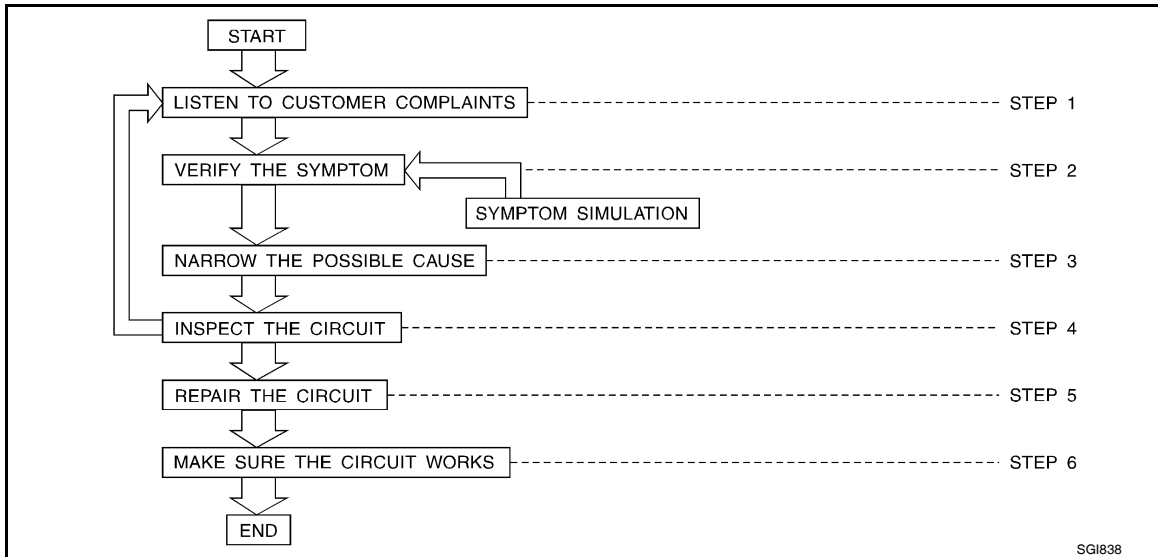 START
LISTEN TO CUSTOMER COMPLAINTS STEP 1
VERIFY THE SYMPTOM STEP 2
SYMPTOM SIMULATION
NARROW THE POSSIBLE CAUSE STEP 3
INSPECT THE CIRCUIT STEP 4
REPAIR THE CIRCUIT STEP 5
MAKE SURE THE CIRCUIT WORKS STEP 6
END
SGI838